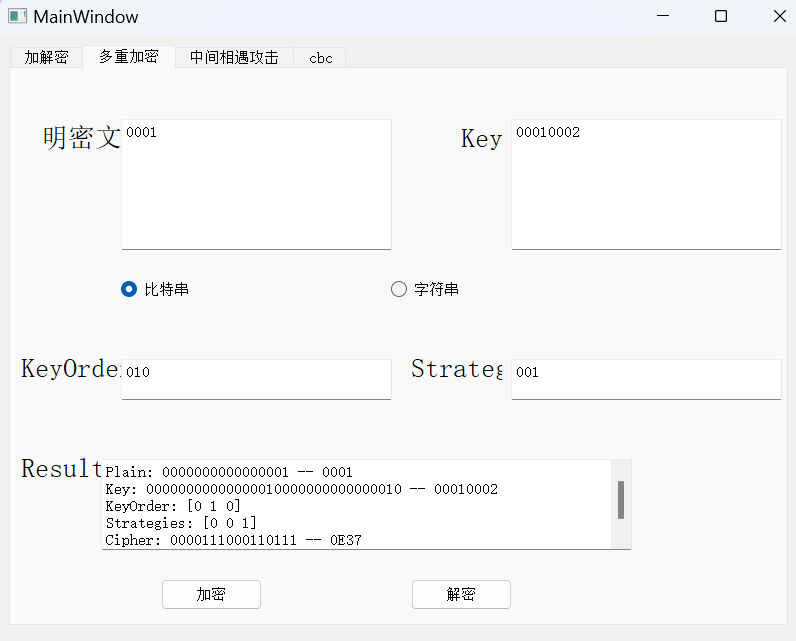 MainWindow
加解密 多重加密 中间相遇攻击 cbc
明密文 0001 Key 00010002
比特串 字符串
KeyOrder 010 Strateg 001
Result
Plain: 0000000000000001 -- 0001
Key: 00000000000000010000000000000010 -- 00010002
KeyOrder: [0 1 0]
Strategies: [0 0 1]
Cipher: 0000111000110111 -- 0E37
加密 解密